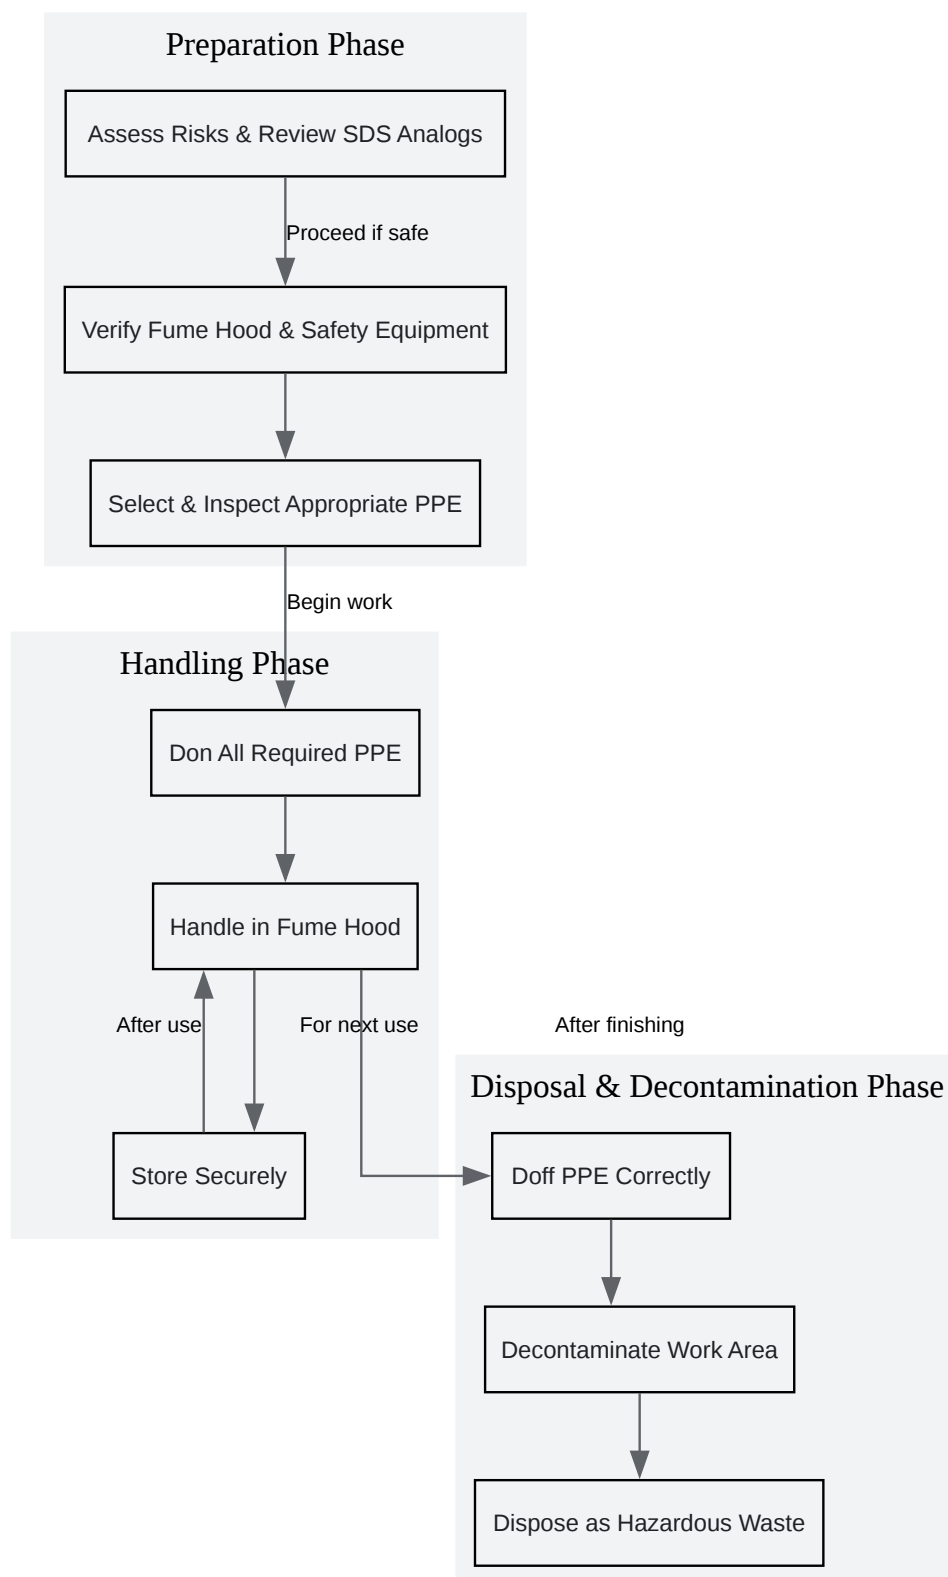 Preparation Phase
Assess Risks & Review SDS Analogs
Proceed if safe
Verify Fume Hood & Safety Equipment
Select & Inspect Appropriate PPE
Begin work
Handling Phase
Don All Required PPE
Handle in Fume Hood
After use
For next use
After finishing
Disposal & Decontamination Phase
Store Securely
Doff PPE Correctly
Decontaminate Work Area
Dispose as Hazardous Waste